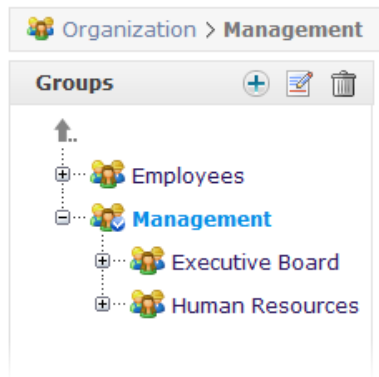 Organization > Management
Groups
..
Employees
Management
Executive Board
Human Resources